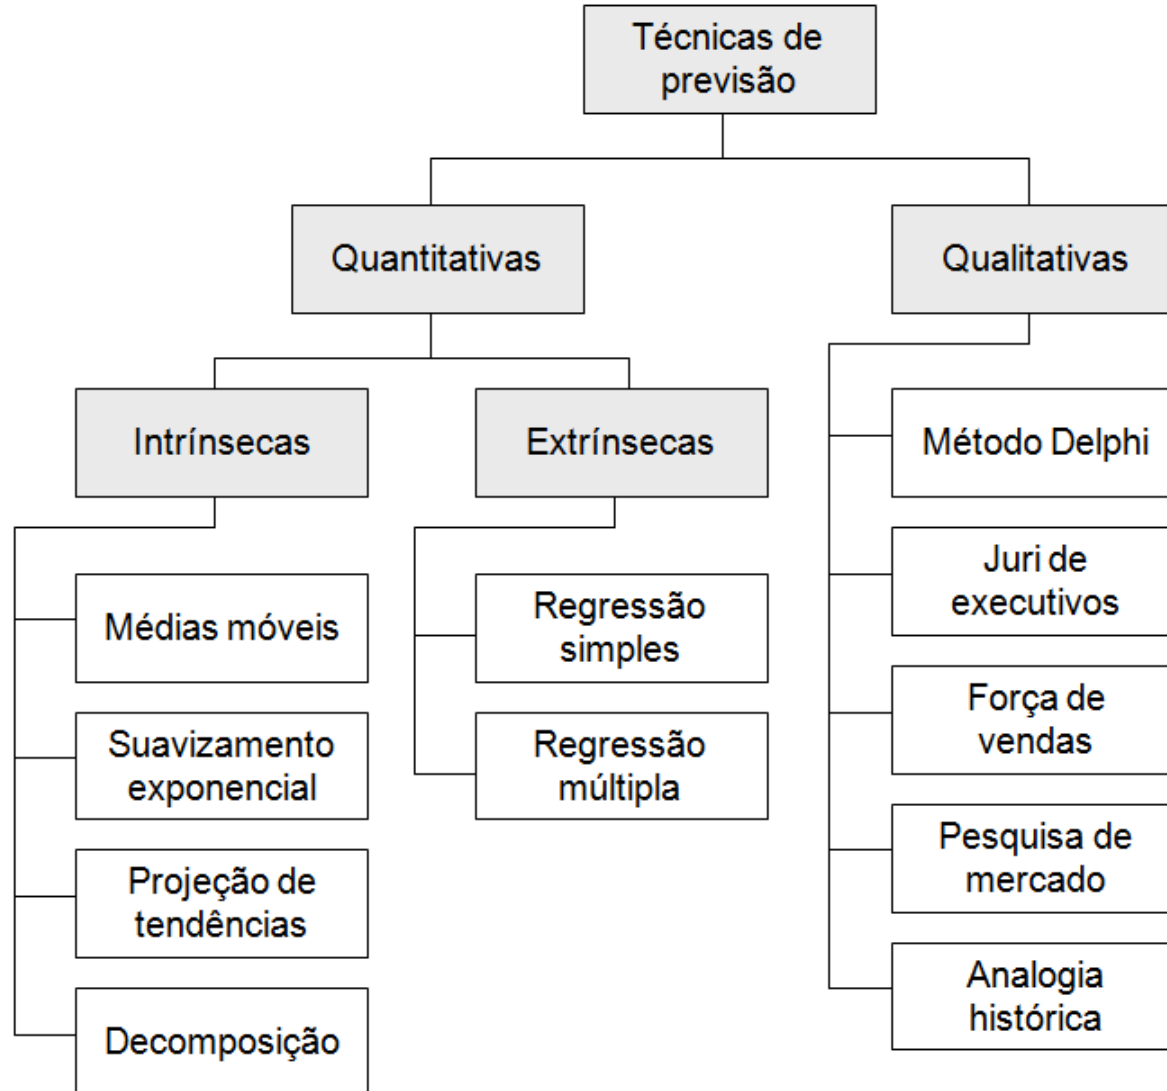 Técnicas de
previsão
Quantitativas
Qualitativas
Intrínsecas
Extrínsecas
Médias móveis
Suavizamento
exponencial
Projeção de
tendências
Decomposição
Regressão
simples
Regressão
múltipla
Método Delphi
Juri de
executivos
Força de
vendas
Pesquisa de
mercado
Analogia
histórica